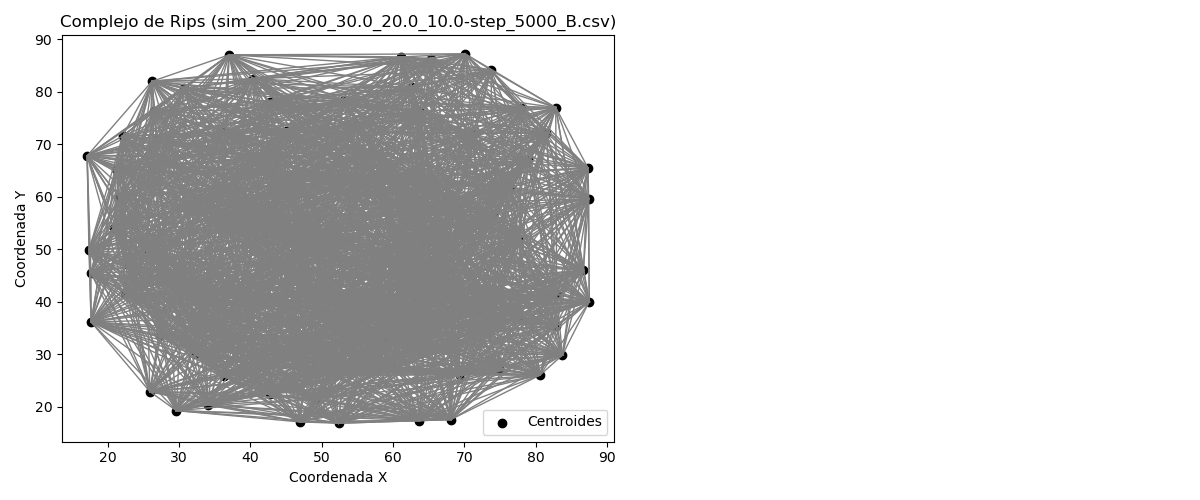 Complejo de Rips (sim_200_200_30.0_20.0_10.0-step_5000_B.csv)
90
80
70
60
50
40
30
20
Coordenada Y
Centroides
20 30 40 50 60 70 80 90
Coordenada X